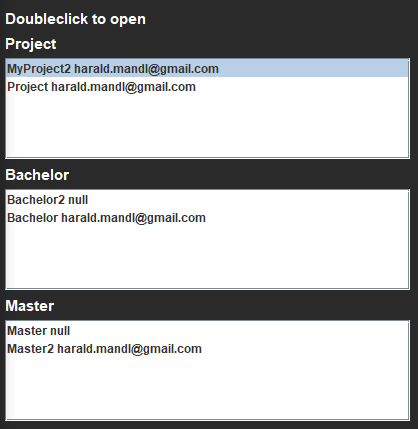 Doubleclick to open
Project
MyProject2 harald.mandl@gmail.com
Project harald.mandl@gmail.com
Bachelor
Bachelor2 null
Bachelor harald.mandl@gmail.com
Master
Master null
Master2 harald.mandl@gmail.com